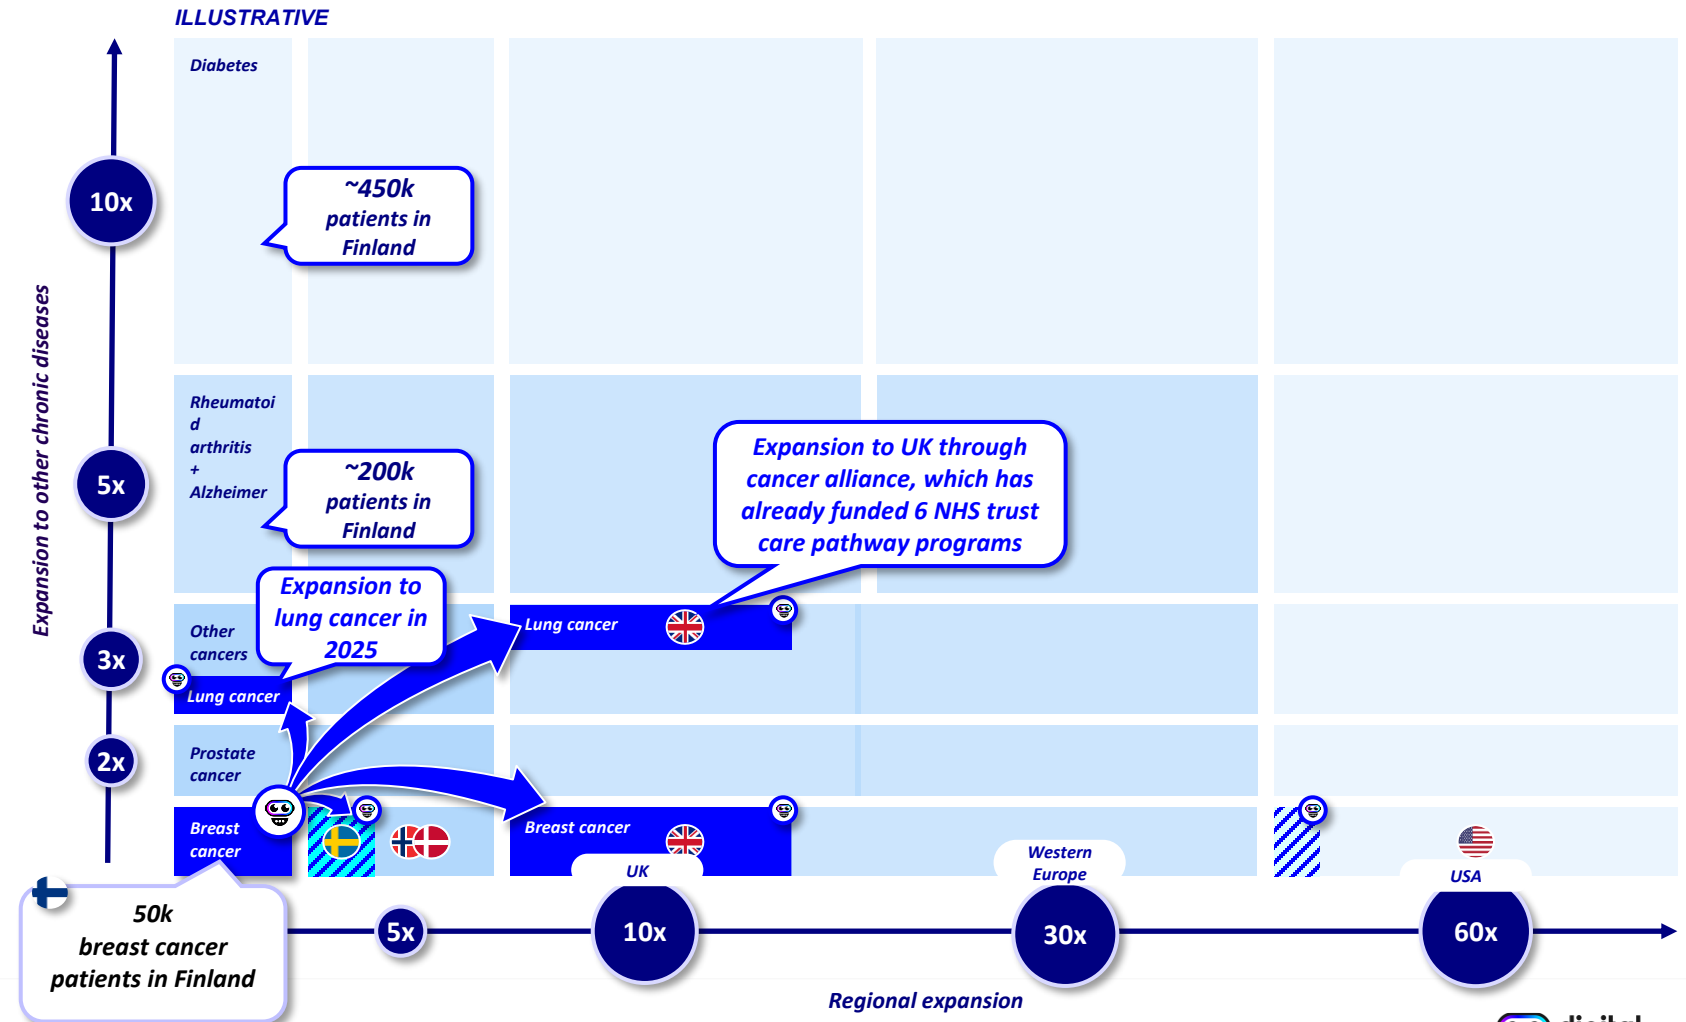 ILLUSTRATIVE
Diabetes
10x
~450k
patients in
Finland
Expansion to other chronic diseases
Rheumatoi
d
arthritis
+
Alzheimer
5x
~200k
patients in
Finland
Expansion to UK through
cancer alliance, which has
already funded 6 NHS trust
care pathway programs
Expansion to
lung cancer in
2025
Other
cancers
Lung cancer
3x
Lung cancer
Prostate
cancer
2x
Breast
cancer
Breast cancer
UK
Western
Europe
USA
50k
breast cancer
patients in Finland
5x
10x
30x
60x
Regional expansion
digital